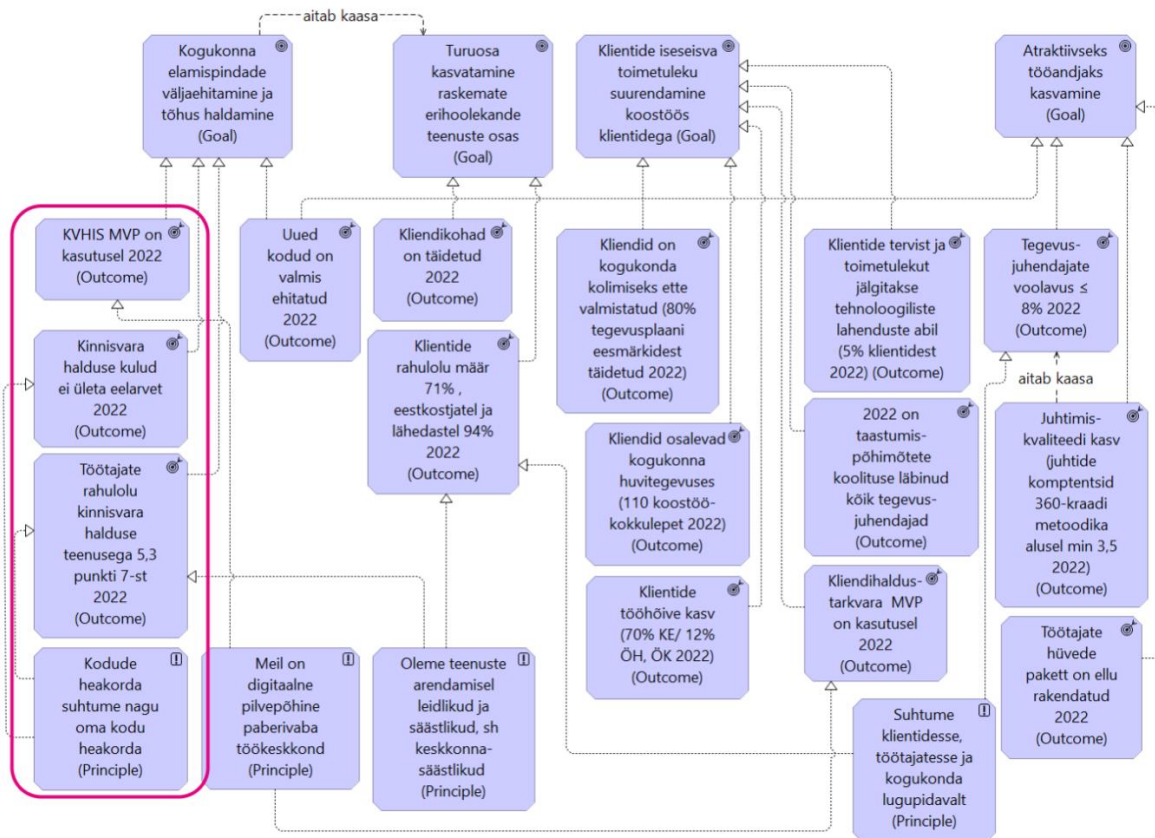 aitab kaasa
Kogukonna
elamispindade
väljaehitamine ja
tõhus haldamine
(Goal)
Turuosa
kasvatamine
raskemate
erihoolekande
teenuste osas
(Goal)
Klientide iseseisva
toimetuleku
suurendamine
koostöös
klientidega (Goal)
Atraktiivseks
tööandjaks
kasvamine
(Goal)
KVHIS MVP on
kasutusel 2022
(Outcome)
Uued
kodud on
valmis
ehitatud
2022
(Outcome)
Kliendikohad
on täidetud
2022
(Outcome)
Kliendid on
kogukonda
kolimiseks ette
valmistatud (80%
tegevusplaani
eesmärkidest
täidetud 2022)
(Outcome)
Klientide tervist ja
toimetulekut
jälgitakse
tehnoloogiliste
lahenduste abil
(5% klientidest
2022) (Outcome)
Tegevus-
juhendajate
voolavus ≤
8% 2022
(Outcome)
aitab kaasa
Kinnisvara
halduse kulud
ei ületa eelarvet
2022
(Outcome)
Klientide
rahulolu määr
71% ,
eestkostjatel ja
lähedastel 94%
2022
(Outcome)
Töötajate
rahulolu
kinnisvara
halduse
teenusega 5,3
punkti 7-st
2022
(Outcome)
Kliendid osalevad
kogukonna
huvitegevuses
(110 koostöö-
kokkulepet 2022)
(Outcome)
2022 on
taastumis-
põhimõtete
koolituse läbinud
kõik tegevus-
juhendajad
(Outcome)
Juhtimis-
kvaliteedi kasv
(juhtide
komptentsid
360-kraadi
metoodika
alusel min 3,5
2022)
(Outcome)
Klientide
tööhõive kasv
(70% KE/ 12%
ÖH, ÖK 2022)
(Outcome)
Kliendihaldus-
tarkvara MVP
on kasutusel
2022
(Outcome)
Töötajate
hüvede
pakett on ellu
rakendatud
2022
(Outcome)
Kodude
heakorda
suhtume nagu
oma kodu
heakorda
(Principle)
Meil on
digitaalne
pilvepõhine
paberivaba
töökeskkond
(Principle)
Oleme teenuste
arendamisel
leidlikud ja
säästlikud, sh
keskkonna-
säästlikud
(Principle)
Suhtume
klientidesse,
töötajatesse ja
kogukonda
lugupidavalt
(Principle)